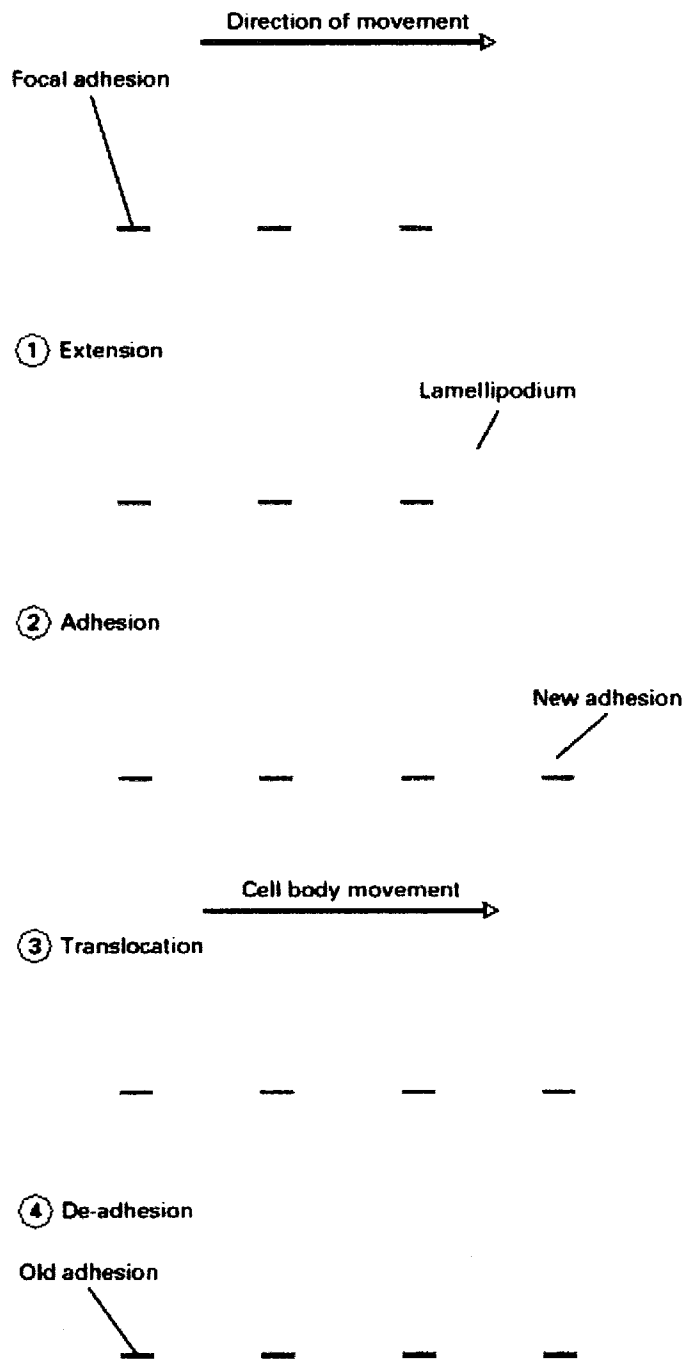 Direction of movement
Focal adhesion
1 Extension
Lamellipodium
2 Adhesion
New adhesion
Cell body movement
3 Translocation
4 De-adhesion
Old adhesion